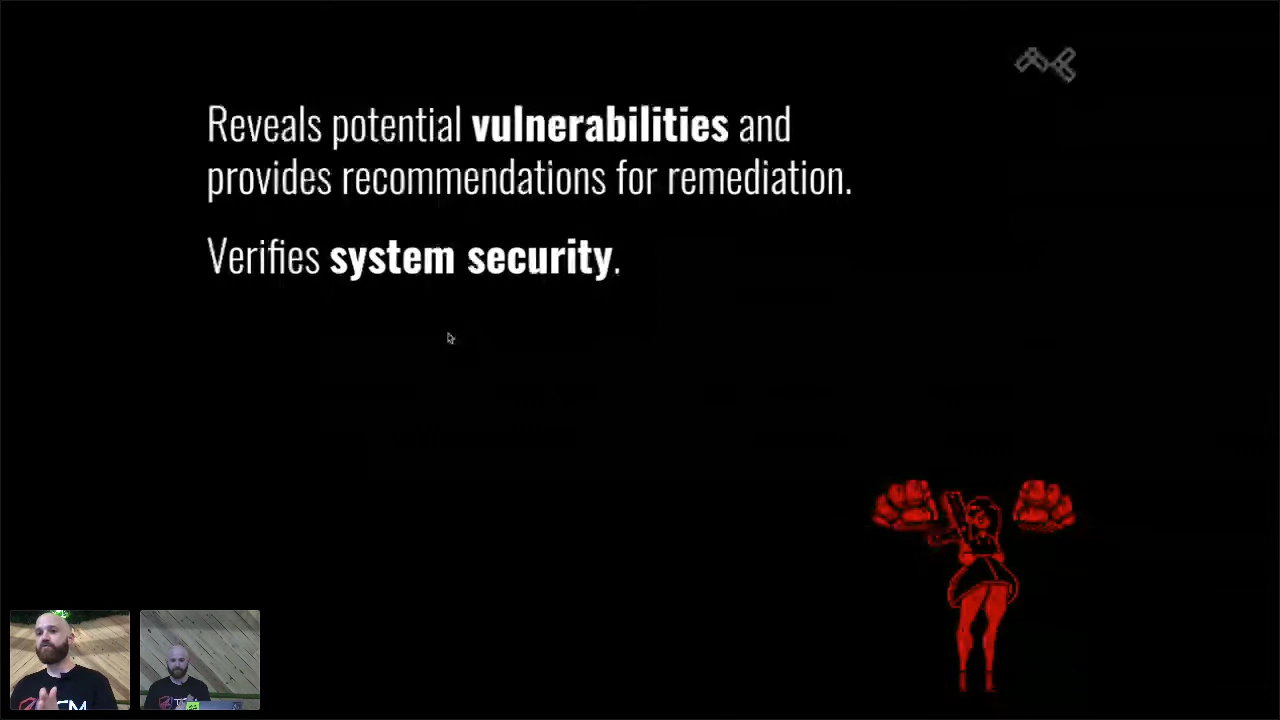 Reveals potential vulnerabilities and
provides recommendations for remediation.
Verifies system security.